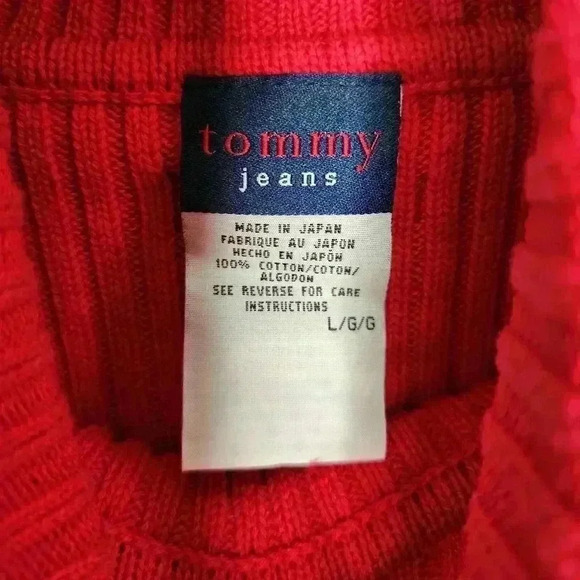 tommy
jeans
MADE IN JAPAN
FABRIQUE AU JAPON
HECHO EN JAPÓN
100% COTTON/COTON/
ALGODON
SEE REVERSE FOR CARE
INSTRUCTIONS
L/G/G